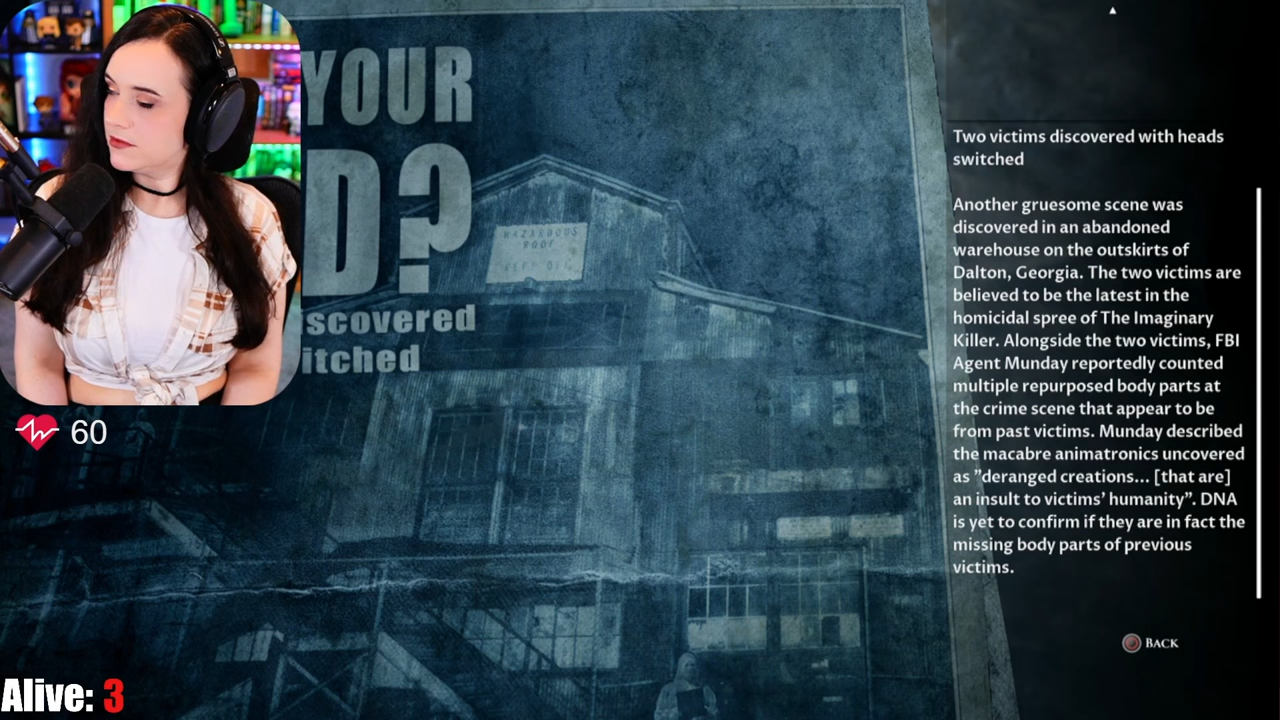 YOUR
D?
HAZARDOUS
ROOF
KEEP OFF
iscovered
itched
60
Alive: 3
Two victims discovered with heads
switched
Another gruesome scene was
discovered in an abandoned
warehouse on the outskirts of
Dalton, Georgia. The two victims are
believed to be the latest in the
homicidal spree of The Imaginary
Killer. Alongside the two victims, FBI
Agent Munday reportedly counted
multiple repurposed body parts at
the crime scene that appear to be
from past victims. Munday described
the macabre animatronics uncovered
as "deranged creations... [that are]
an insult to victims' humanity". DNA
is yet to confirm if they are in fact the
missing body parts of previous
victims.
BACK